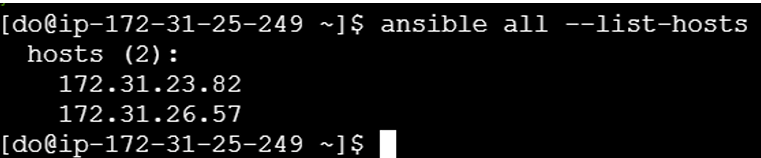 [do@ip-172-31-25-249 ~]$ ansible all --list-hosts
  hosts (2):
    172.31.23.82
    172.31.26.57
[do@ip-172-31-25-249 ~]$